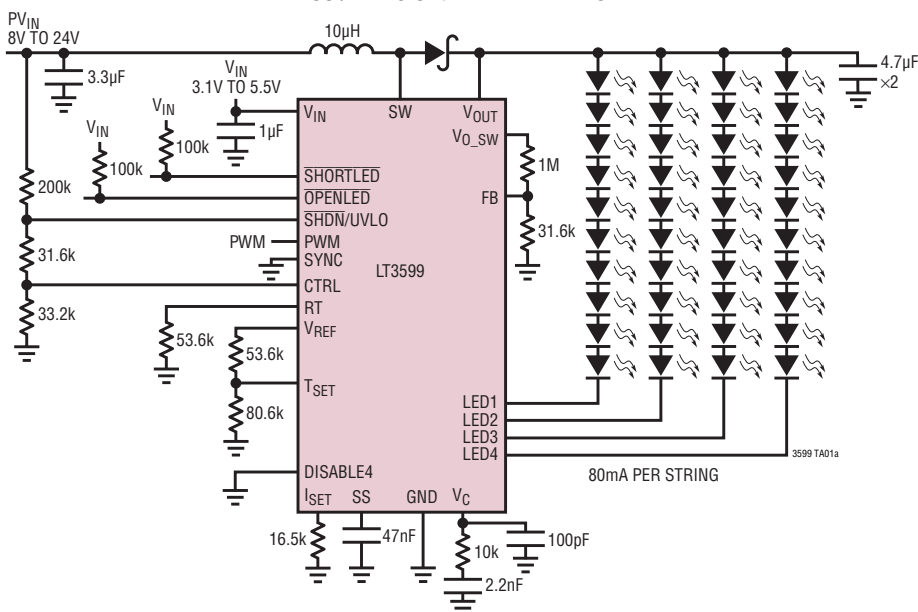 PVIN
8V TO 24V
10µH
3.3µF
VIN
3.1V TO 5.5V
1µF
4.7µF
×2
VIN
100k
VIN
100k
200k
31.6k
33.2k
VIN
SW
VOUT
VO_SW
1M
FB
31.6k
SHORTLED
OPENLED
SHDN/UVLO
PWM
PWM
SYNC
LT3599
CTRL
RT
53.6k
VREF
53.6k
TSET
80.6k
LED1
LED2
LED3
LED4
3599 TA01a
80mA PER STRING
DISABLE4
ISET
SS
GND
VC
16.5k
47nF
10k
100pF
2.2nF